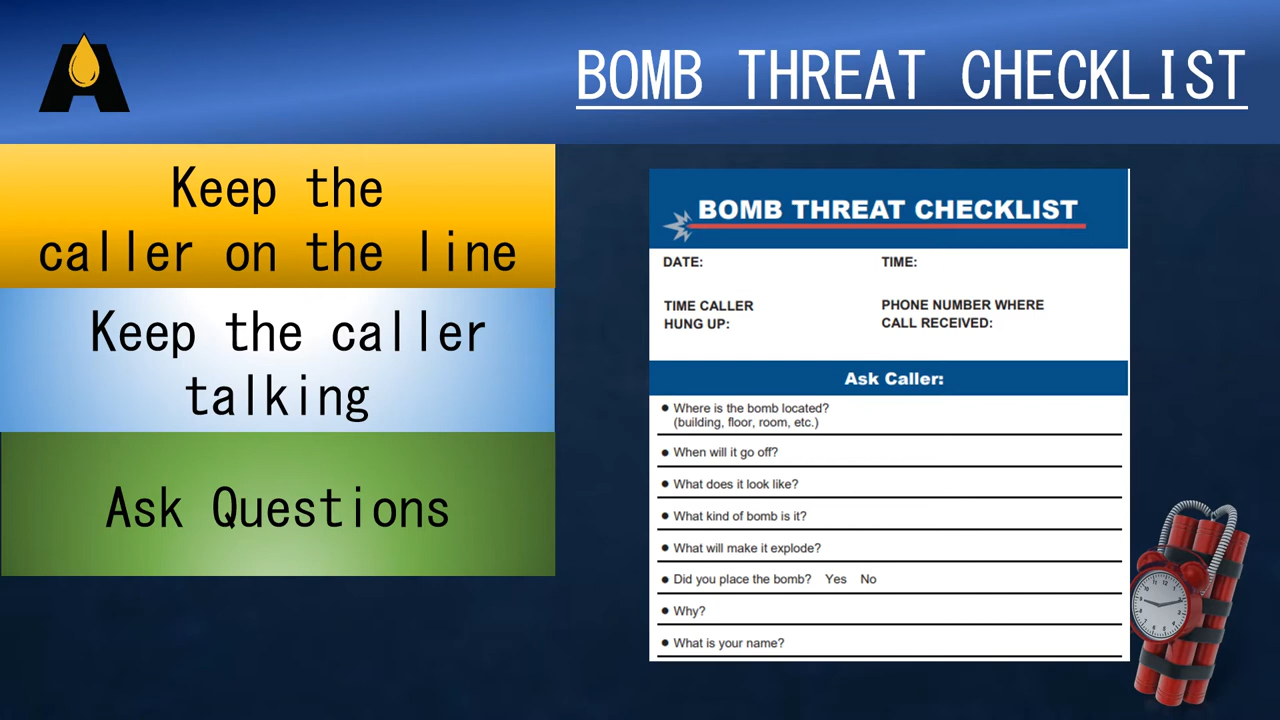 BOMB THREAT CHECKLIST
Keep the
caller on the line
Keep the caller
talking
Ask Questions
BOMB THREAT CHECKLIST
DATE: TIME:
TIME CALLER
HUNG UP:
PHONE NUMBER WHERE
CALL RECEIVED:
Ask Caller:
• Where is the bomb located?
(building, floor, room, etc.)
• When will it go off?
• What does it look like?
• What kind of bomb is it?
• What will make it explode?
• Did you place the bomb? Yes No
• Why?
• What is your name?